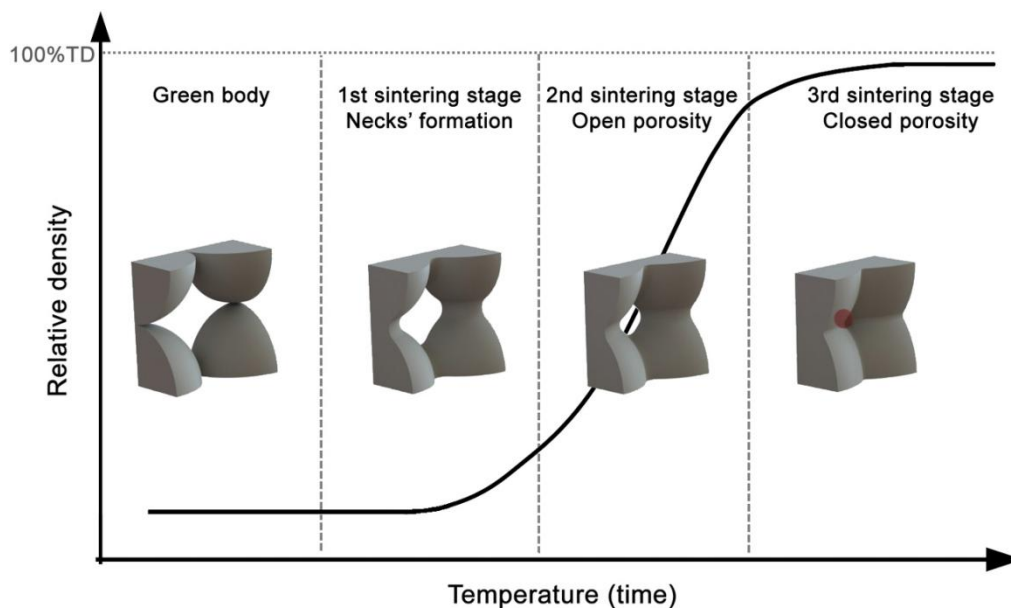 100%TD
Green body
1st sintering stage
Necks' formation
2nd sintering stage
Open porosity
3rd sintering stage
Closed porosity
Relative density
Temperature (time)